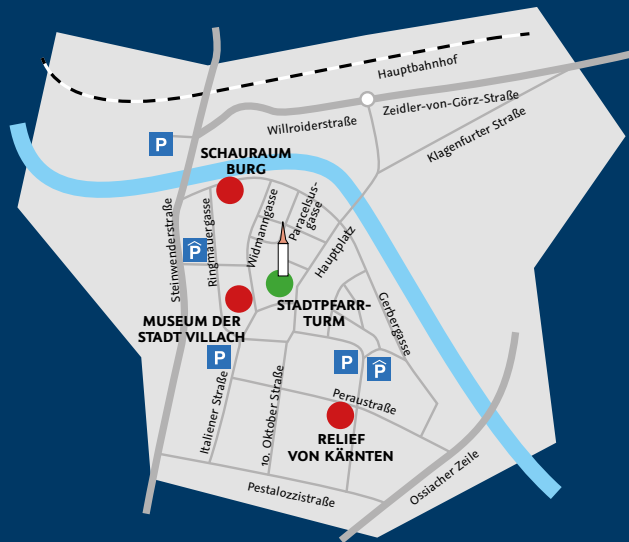 Hauptbahnhof
Zeidler-von-Görz-Straße
Willroiderstraße
Klagenfurter Straße
P
SCHAURAUM
BURG
Steinwenderstraße
Ringmauergasse
Widmanngasse
Paracelsus-
gasse
Hauptplatz
P
STADTPFARR-
TURM
Gerbergasse
MUSEUM DER
STADT VILLACH
P
P
P
Italiener Straße
10. Oktober Straße
Peraustraße
RELIEF
VON KÄRNTEN
Ossiacher Zeile
Pestalozzistraße